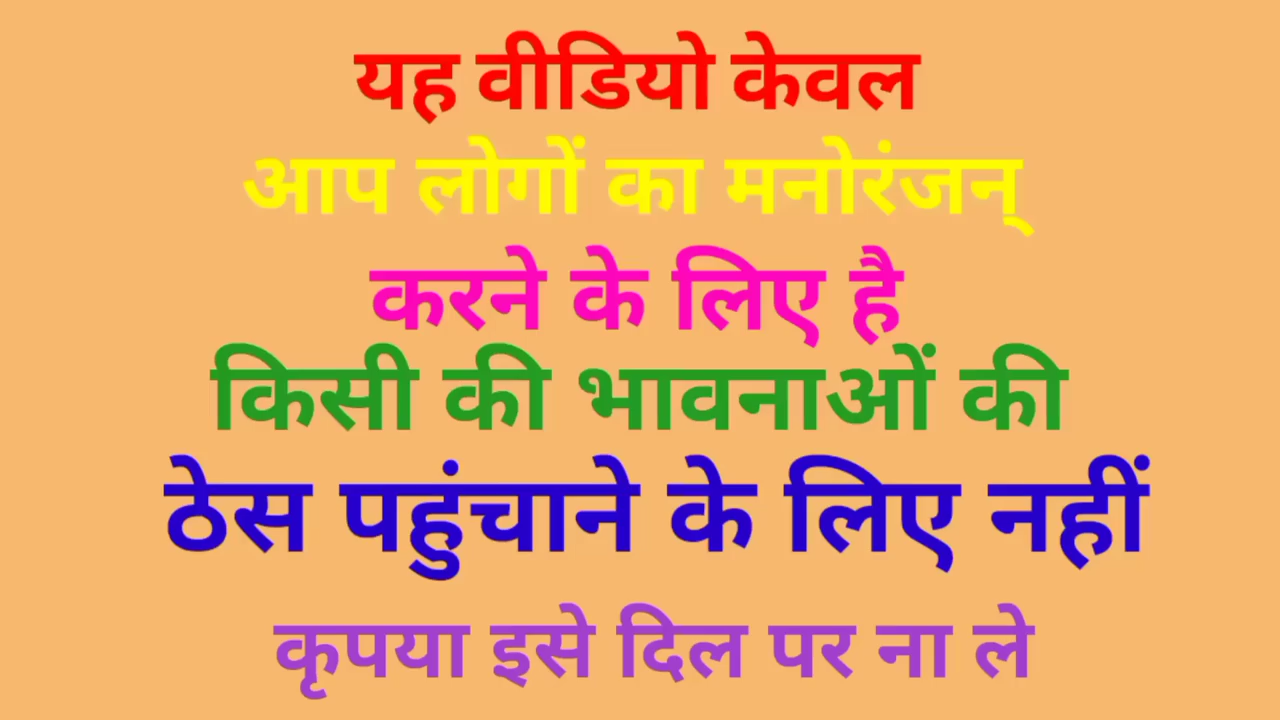 यह वीडियो केवल
आप लोगों का मनोरंजन्
करने के लिए है
किसी की भावनाओं की
ठेस पहुंचाने के लिए नहीं
कृपया इसे दिल पर ना ले